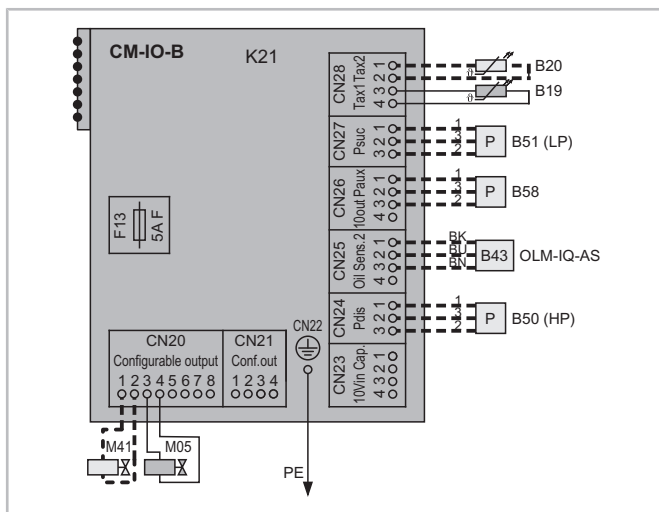 CM-IO-B
K21
F13
5A F
CN28
Tax1 Tax2
4 3 2 1
B20
B19
CN27
Psuc
3 2 1
1
3
2
P
B51 (LP)
CN26
10out Paux
4 3 2 1
1
3
2
P
B58
CN25
Oil Sens.2
4 3 2 1
BK
BU
BN
B43
OLM-IQ-AS
CN24
Pdis
3 2 1
1
3
2
P
B50 (HP)
CN23
10Vin Cap.
4 3 2 1
CN20
Configurable output
1 2 3 4 5 6 7 8
CN21
Conf.out
1 2 3 4
CN22
M41
M05
PE
ϑ
ϑ